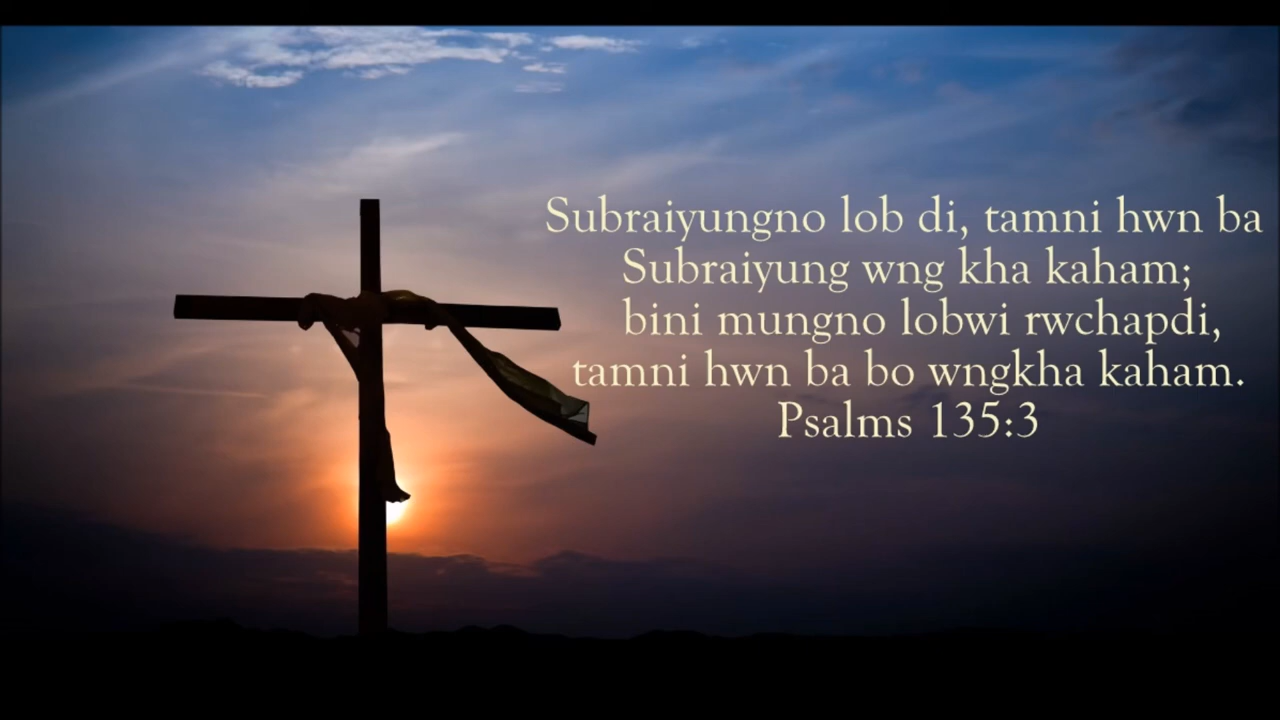 Subraiyungno lob di, tamni hwn ba
Subraiyung wng kha kaham;
bini mungno lobwi rwchapdi,
tamni hwn ba bo wngkha kaham.
Psalms 135:3